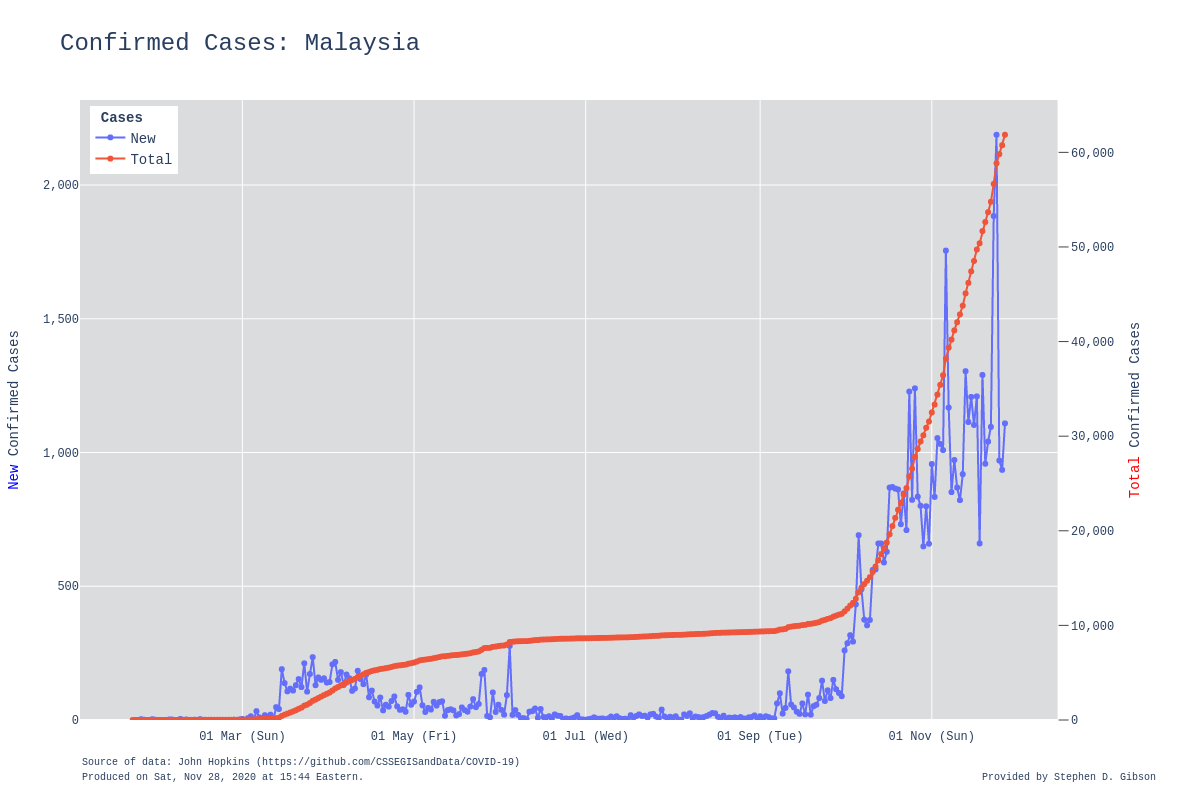 Confirmed Cases: Malaysia
Cases
New
Total
2,000
1,500
1,000
500
0
60,000
50,000
40,000
30,000
20,000
10,000
0
New Confirmed Cases
Total Confirmed Cases
01 Mar (Sun)
01 May (Fri)
01 Jul (Wed)
01 Sep (Tue)
01 Nov (Sun)
Source of data: John Hopkins (https://github.com/CSSEGISandData/COVID-19)
Produced on Sat, Nov 28, 2020 at 15:44 Eastern.
Provided by Stephen D. Gibson